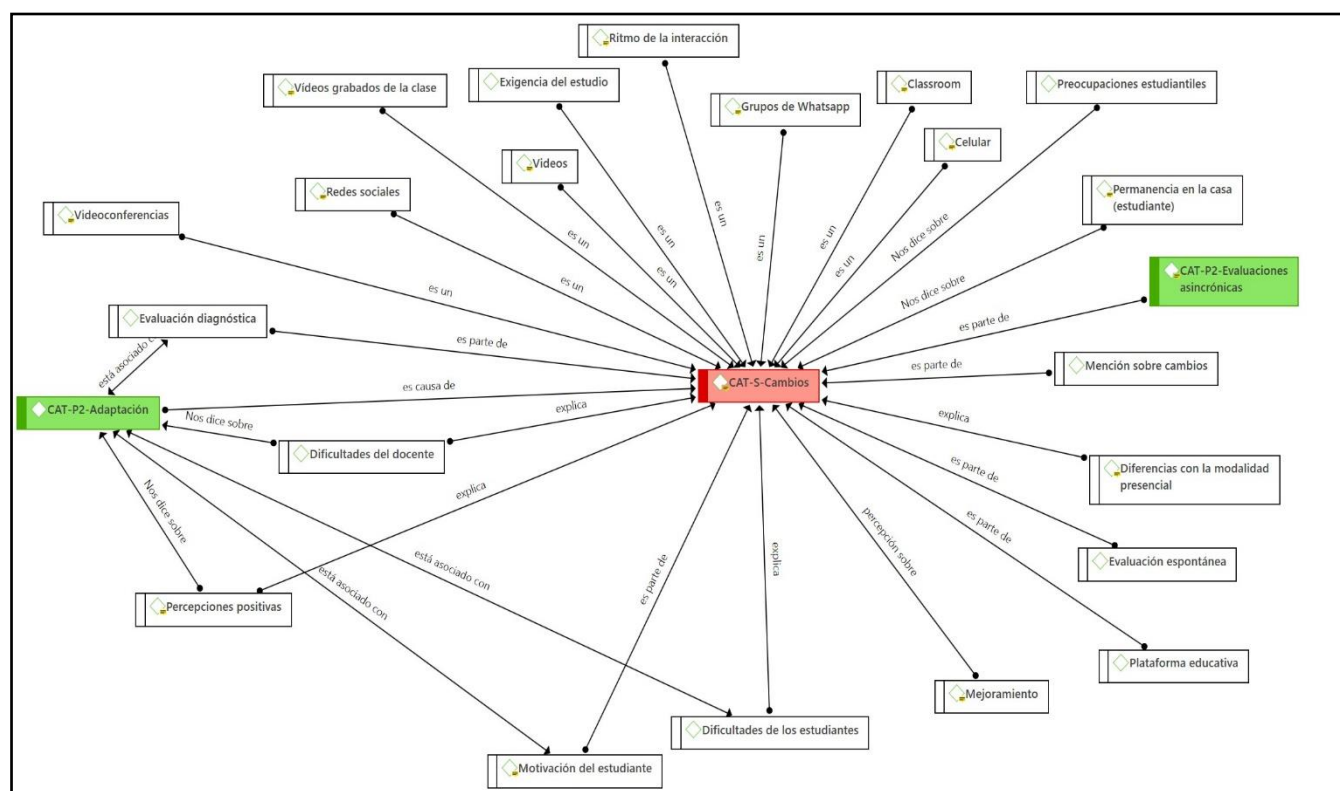 Ritmo de la interacción
Vídeos grabados de la clase
Exigencia del estudio
Classroom
Preocupaciones estudiantiles
Grupos de Whatsapp
Videos
Celular
Redes sociales
Permanencia en la casa
(estudiante)
Videoconferencias
es un
es un
es un
es un
es un
es un
es un
es un
es un
Nos dice sobre
Nos dice sobre
CAT-P2-Evaluaciones
asincrónicas
Evaluación diagnóstica
es parte de
es parte de
está asociado co
Mención sobre cambios
es parte de
CAT-S-Cambios
es causa de
CAT-P2-Adaptación
Nos dice sobre
explica
explica
Dificultades del docente
Diferencias con la modalidad
presencial
es parte de
explica
Nos dice sobre
percepción sobre
es parte de
explica
está asociado con
Evaluación espontánea
es parte de
está asociado con
Percepciones positivas
Plataforma educativa
Mejoramiento
Dificultades de los estudiantes
Motivación del estudiante